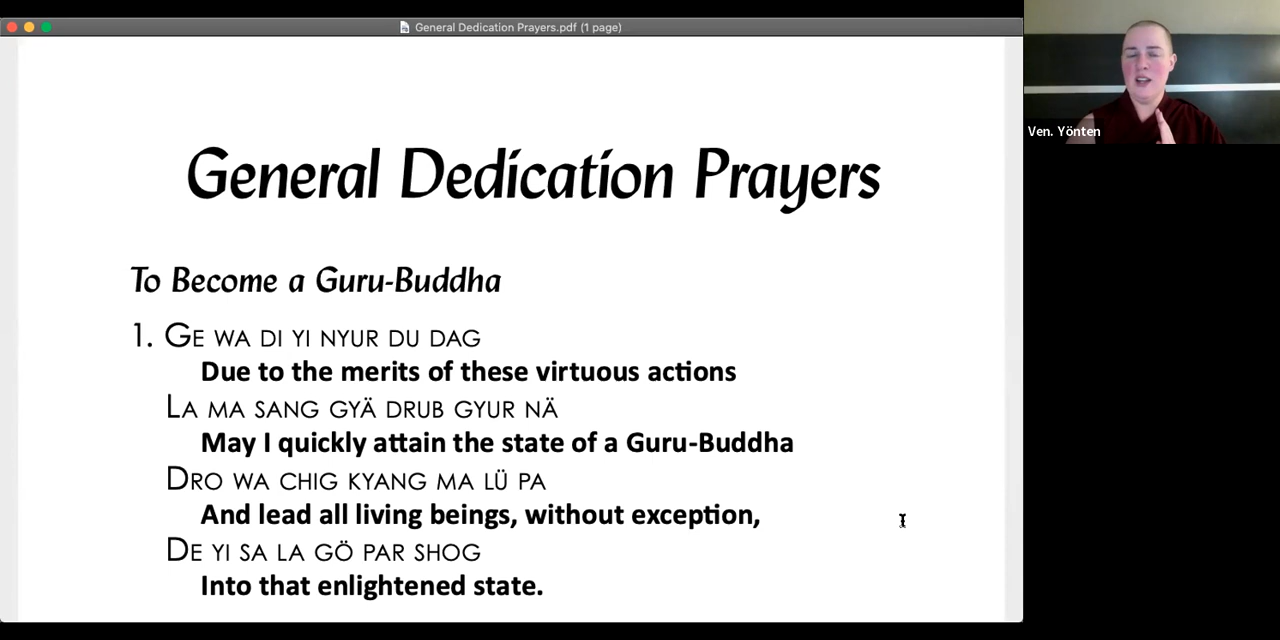 General Dedication Prayers.pdf (1 page)
Ven. Yönten
General Dedication Prayers
To Become a Guru-Buddha
1. GE WA DI YI NYUR DU DAG
Due to the merits of these virtuous actions
LA MA SANG GYÄ DRUB GYUR NÄ
May I quickly attain the state of a Guru-Buddha
DRO WA CHIG KYANG MA LÜ PA
And lead all living beings, without exception,
DE YI SA LA GÖ PAR SHOG
Into that enlightened state.